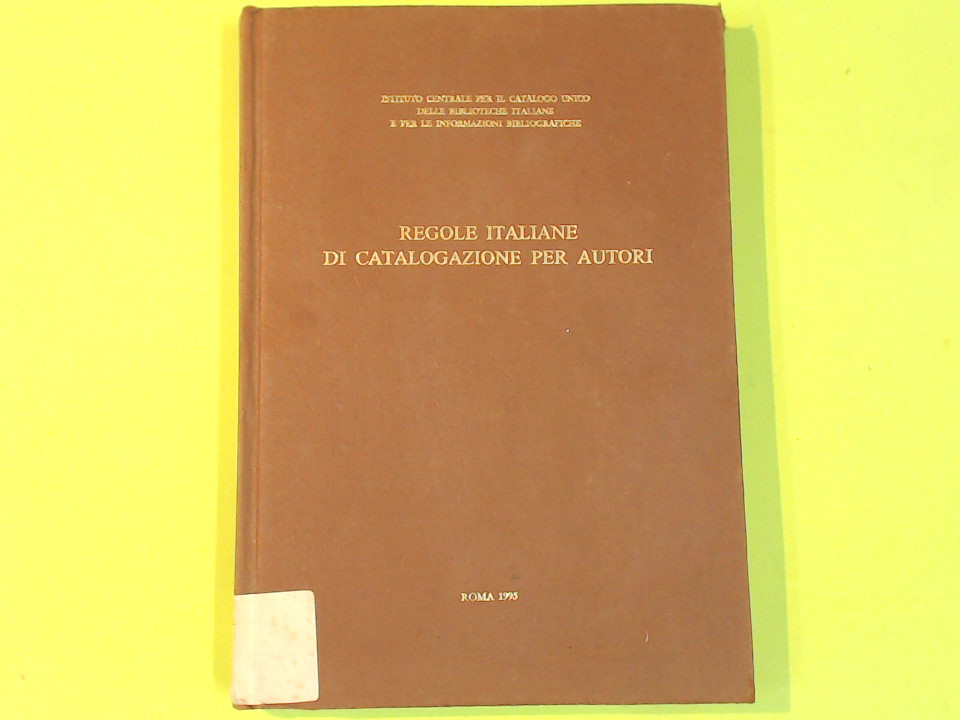 ISTITUTO CENTRALE PER IL CATALOGO UNICO
DELLE BIBLIOTECHE ITALIANE
E PER LE INFORMAZIONI BIBLIOGRAFICHE
REGOLE ITALIANE
DI CATALOGAZIONE PER AUTORI
ROMA 1995